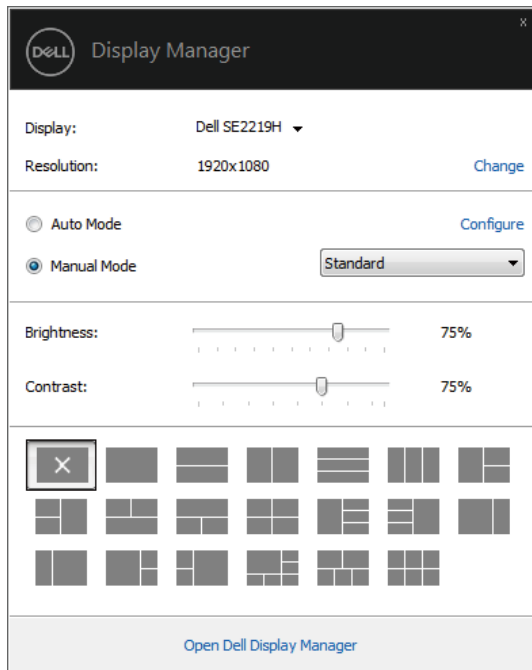 x
DELL Display Manager
Display: Dell SE2219H
Resolution: 1920x1080 Change
Auto Mode Configure
Manual Mode Standard
Brightness: 75%
Contrast: 75%
Open Dell Display Manager